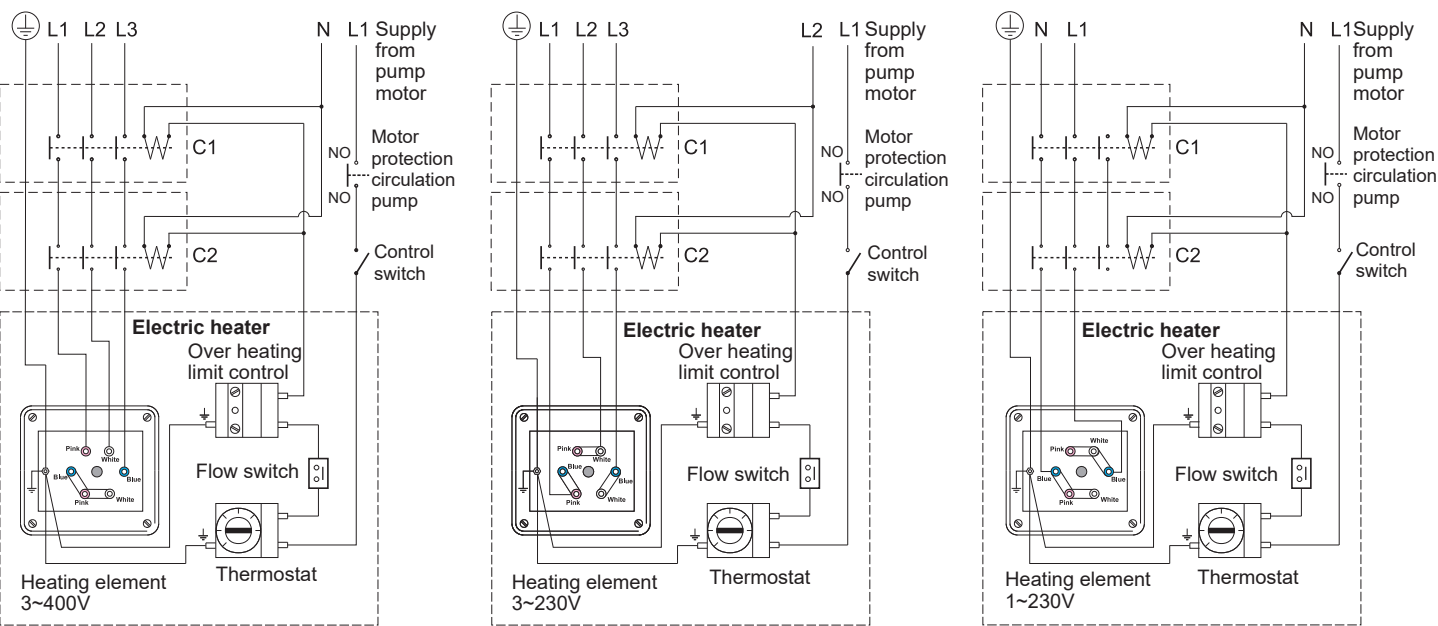 L1 L2 L3 N L1 Supply
from
pump
motor
C1
NO
NO
Motor
protection
circulation
pump
C2
Control
switch
Electric heater
Over heating
limit control
Pink
White
Blue
Blue
Pink
White
Flow switch
Thermostat
Heating element
3~400V
L1 L2 L3 L2 L1 Supply
from
pump
motor
C1
NO
NO
Motor
protection
circulation
pump
C2
Control
switch
Electric heater
Over heating
limit control
Pink
White
Blue
Blue
Pink
White
Flow switch
Thermostat
Heating element
3~230V
N L1 N L1 Supply
from
pump
motor
C1
NO
NO
Motor
protection
circulation
pump
C2
Control
switch
Electric heater
Over heating
limit control
Pink
White
Blue
Blue
Pink
White
Flow switch
Thermostat
Heating element
1~230V